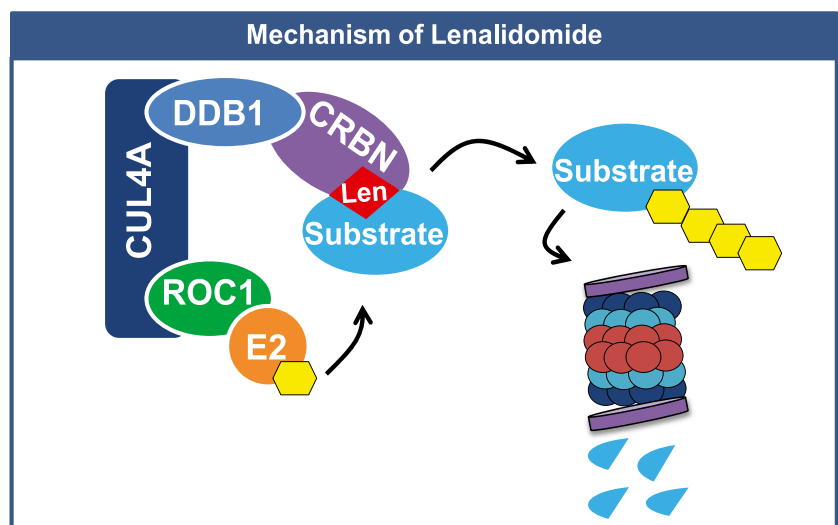 Mechanism of Lenalidomide
DDB1
CRBN
CUL4A
Len
Substrate
ROC1
E2
Substrate